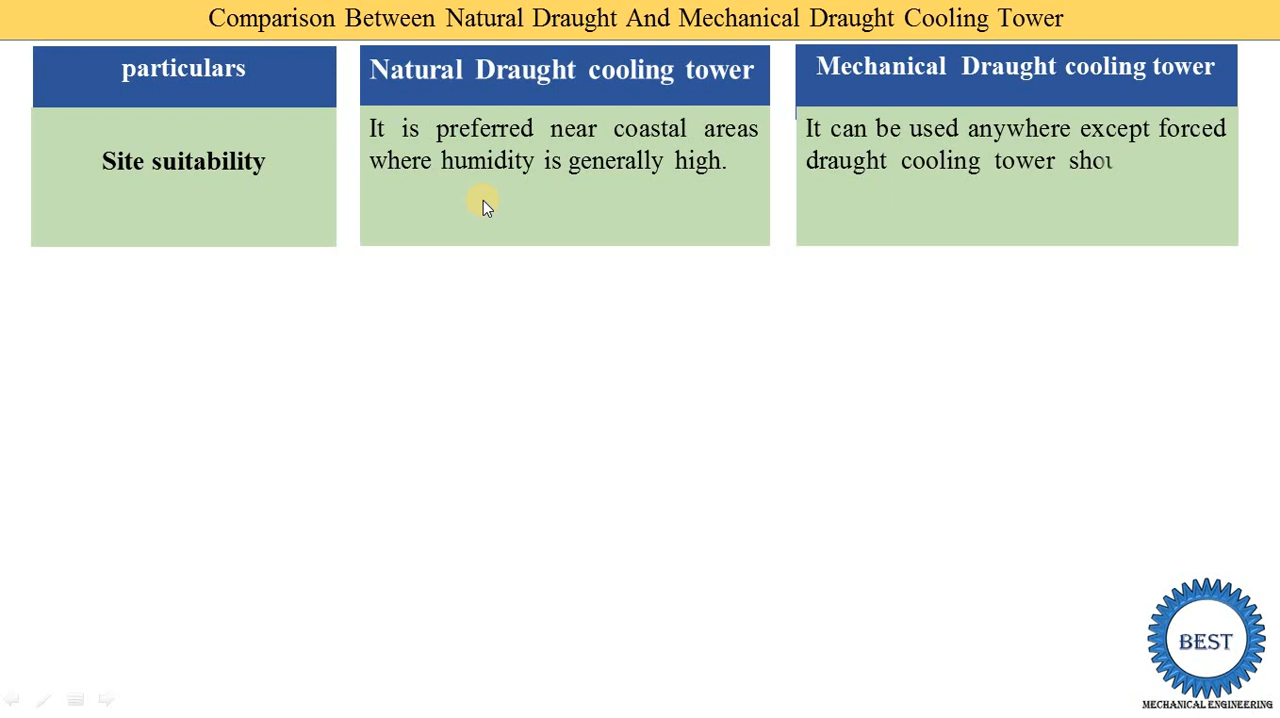 Comparison Between Natural Draught And Mechanical Draught Cooling Tower
particulars
Natural Draught cooling tower
Mechanical Draught cooling tower
Site suitability
It is preferred near coastal areas
where humidity is generally high.
It can be used anywhere except forced
draught cooling tower
BEST
MECHANICAL ENGINEERING